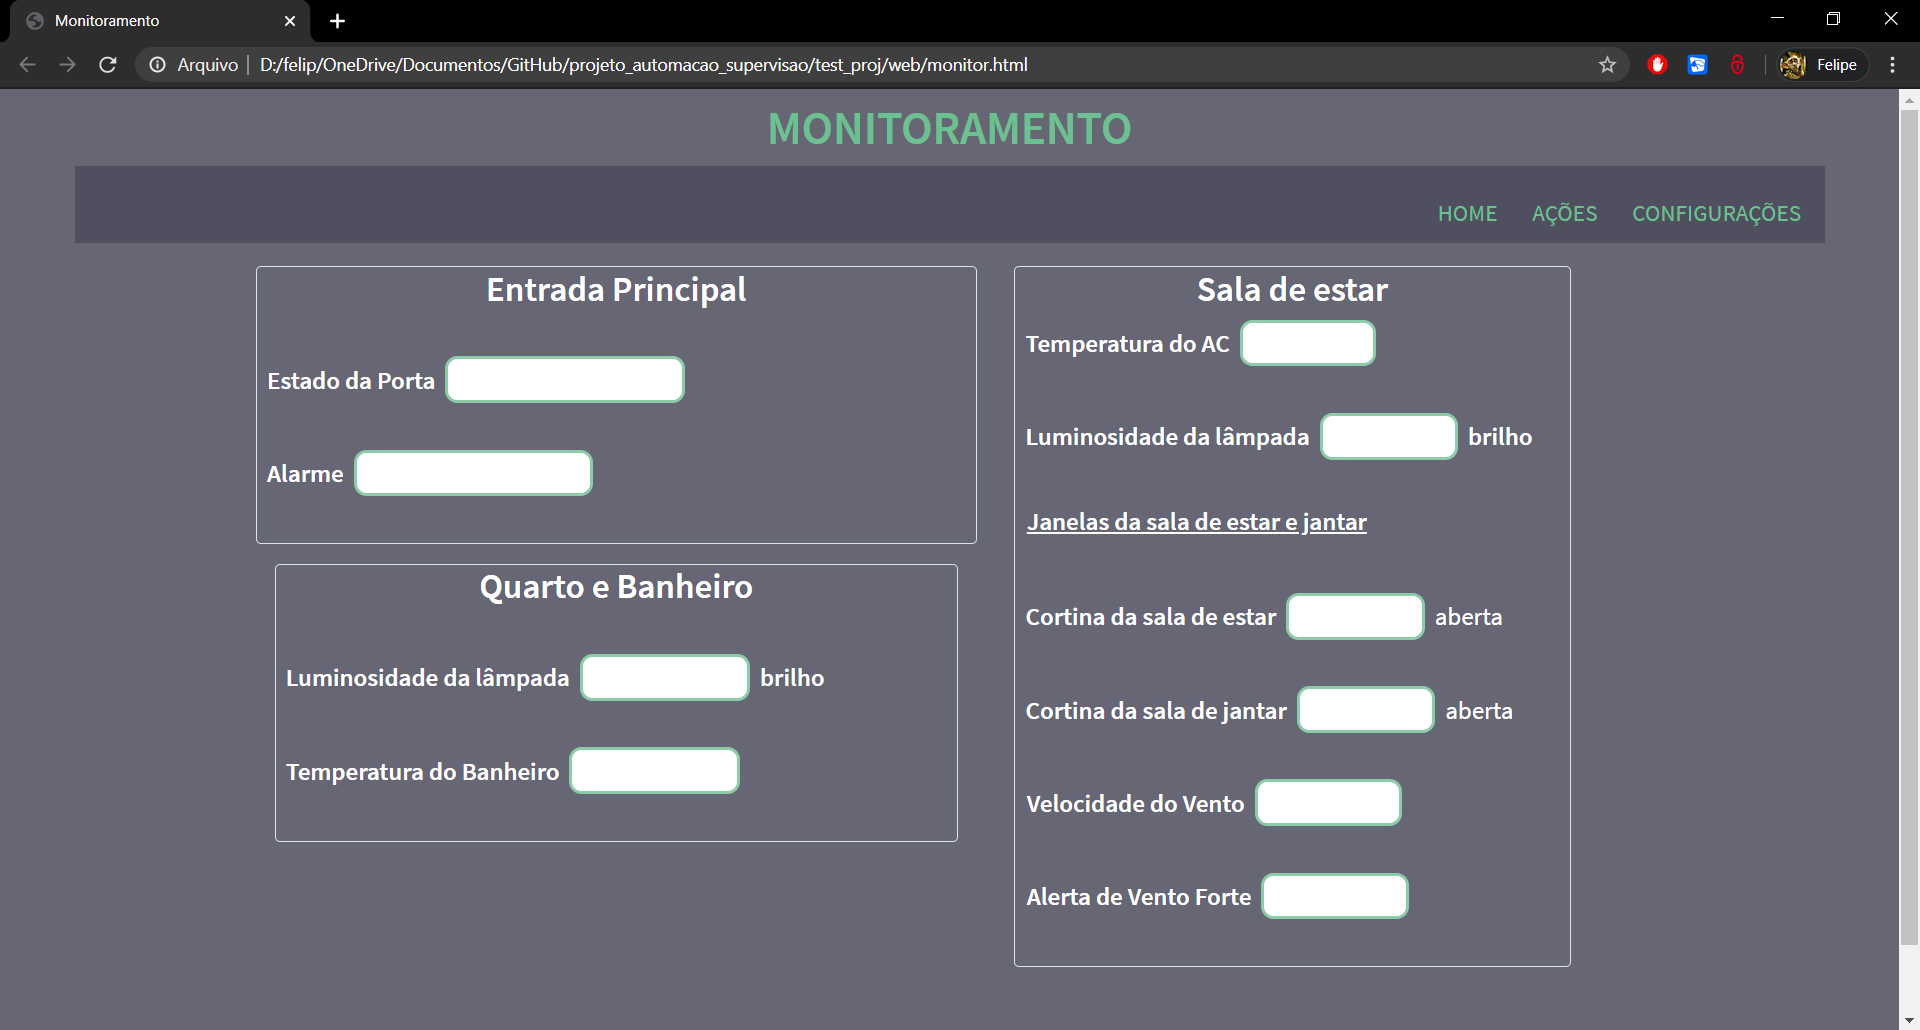 Monitoramento
Arquivo
D:/felip/OneDrive/Documentos/GitHub/projeto_automacao_supervisao/test_proj/web/monitor.html
Felipe
MONITORAMENTO
HOME AÇÕES CONFIGURAÇÕES
Entrada Principal
Estado da Porta
Alarme
Quarto e Banheiro
Luminosidade da lâmpada brilho
Temperatura do Banheiro
Sala de estar
Temperatura do AC
Luminosidade da lâmpada brilho
Janelas da sala de estar e jantar
Cortina da sala de estar aberta
Cortina da sala de jantar aberta
Velocidade do Vento
Alerta de Vento Forte